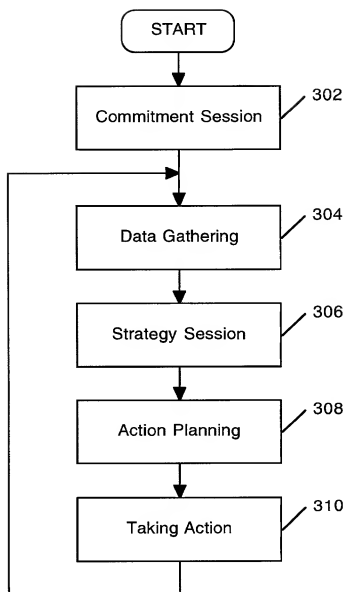 START
Commitment Session
302
Data Gathering
304
Strategy Session
306
Action Planning
308
Taking Action
310